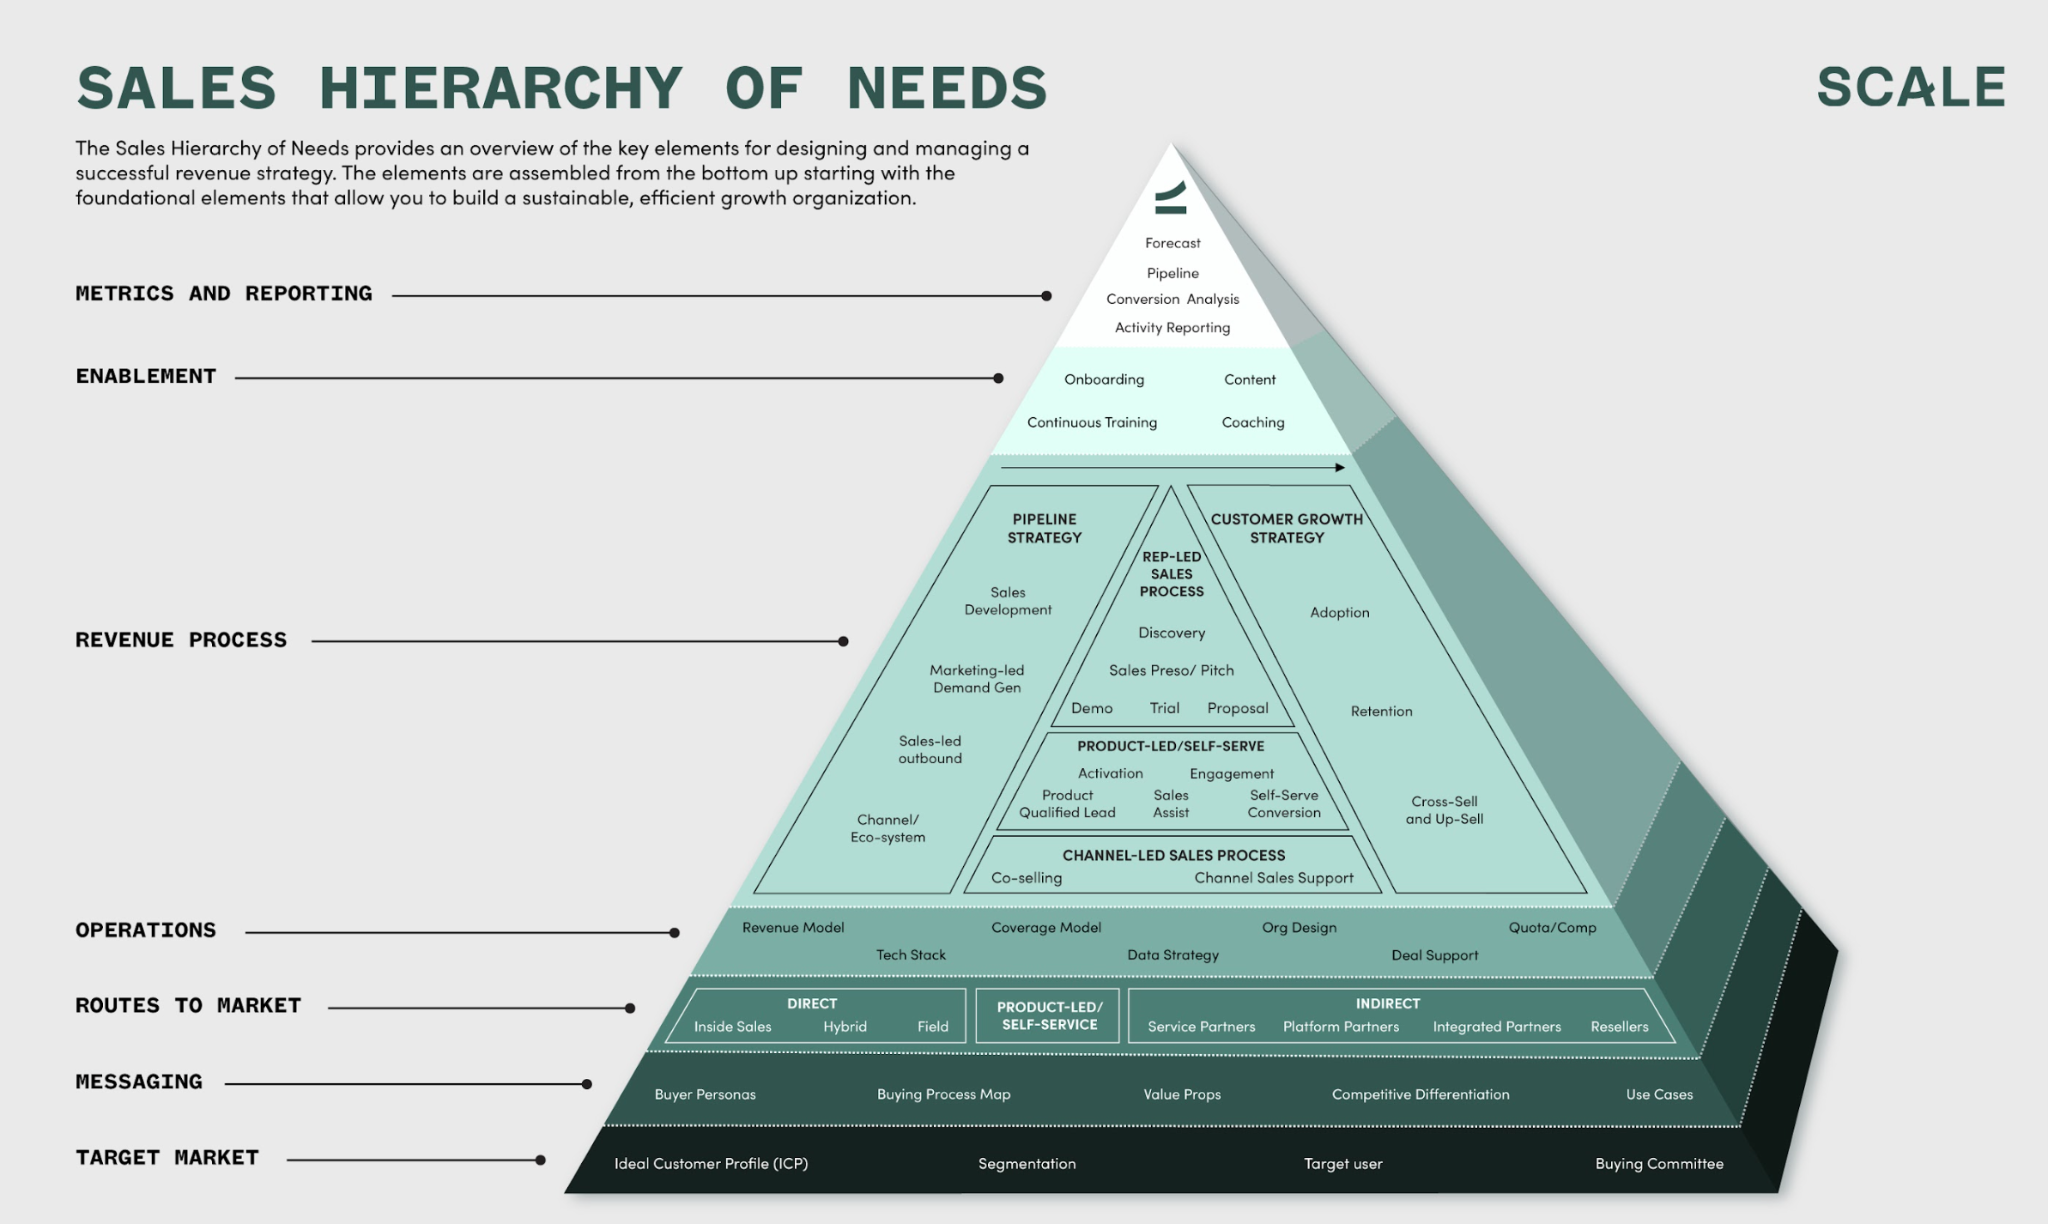 SALES HIERARCHY OF NEEDS
SCALE
The Sales Hierarchy of Needs provides an overview of the key elements for designing and managing a
successful revenue strategy. The elements are assembled from the bottom up starting with the
foundational elements that allow you to build a sustainable, efficient growth organization.
METRICS AND REPORTING
Forecast
Pipeline
Conversion Analysis
Activity Reporting
ENABLEMENT
Onboarding
Content
Continuous Training
Coaching
REVENUE PROCESS
PIPELINE
STRATEGY
Sales
Development
Marketing-led
Demand Gen
Sales-led
outbound
Channel/
Eco-system
REP-LED
SALES
PROCESS
Discovery
Sales Preso/ Pitch
Demo
Trial
Proposal
PRODUCT-LED/SELF-SERVE
Activation
Engagement
Product
Qualified Lead
Sales
Assist
Self-Serve
Conversion
CHANNEL-LED SALES PROCESS
Co-selling
Channel Sales Support
CUSTOMER GROWTH
STRATEGY
Adoption
Retention
Cross-Sell
and Up-Sell
OPERATIONS
Revenue Model
Coverage Model
Org Design
Quota/Comp
Tech Stack
Data Strategy
Deal Support
ROUTES TO MARKET
DIRECT
Inside Sales
Hybrid
Field
PRODUCT-LED/
SELF-SERVICE
INDIRECT
Service Partners
Platform Partners
Integrated Partners
Resellers
MESSAGING
Buyer Personas
Buying Process Map
Value Props
Competitive Differentiation
Use Cases
TARGET MARKET
Ideal Customer Profile (ICP)
Segmentation
Target user
Buying Committee